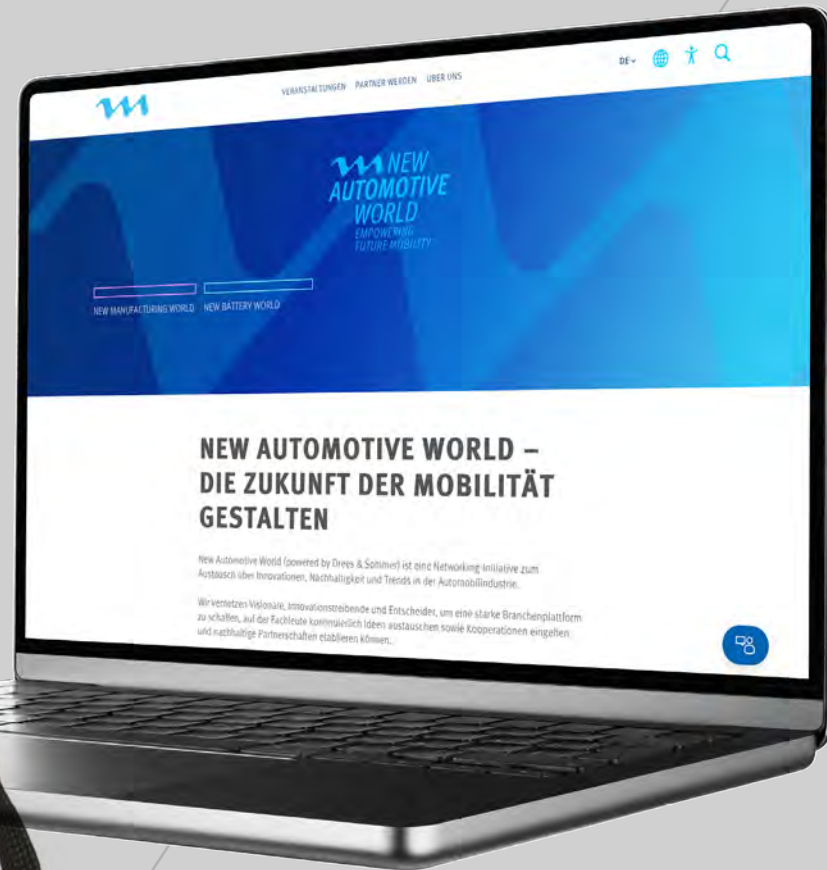 VERANSTALTUNGEN PARTNER WERDEN ÜBER UNS
DE
NEW
AUTOMOTIVE
WORLD
EMPOWERING
FUTURE MOBILITY
NEW MANUFACTURING WORLD NEW BATTERY WORLD
NEW AUTOMOTIVE WORLD –
DIE ZUKUNFT DER MOBILITÄT
GESTALTEN
New Automotive World (powered by Drees & Sommer) ist eine Networking-Initiative zum
Austausch über Innovationen, Nachhaltigkeit und Trends in der Automobilindustrie.
Wir vernetzen Visionäre, Innovationstreibende und Entscheider, um eine starke Branchenplattform
zu schaffen, auf der Fachleute kontinuierlich Ideen austauschen sowie Kooperationen eingehen
und nachhaltige Partnerschaften etablieren können.